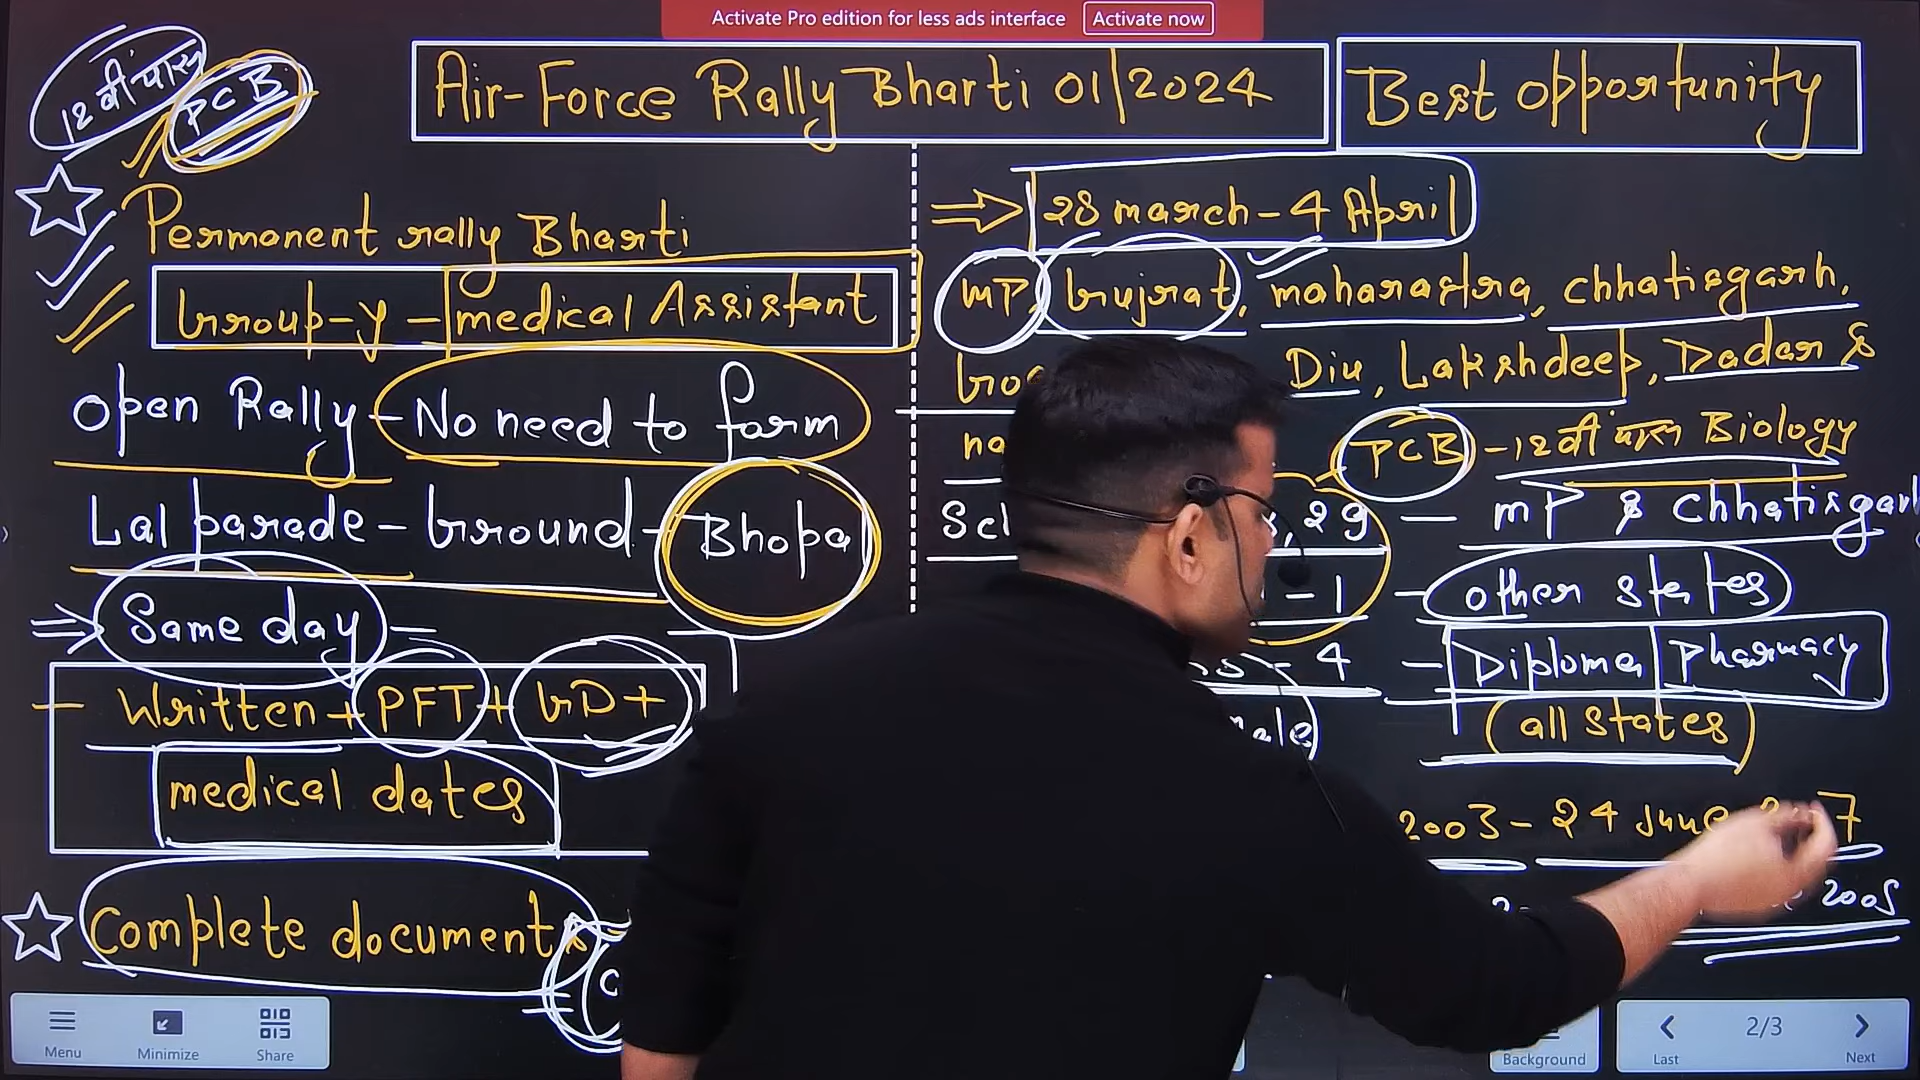 Activate Pro edition for less ads interface Activate now
12वी पास
PCB
Air-Force Rally Bharti 01/2024
Best opportunity
Permanent rally Bharti
Group-y - medical Assistant
Open Rally - No need to form
Lal parade - Ground - Bhopal
Same day -
Written + PFT + GD +
medical dates
Complete documents
28 march - 4 April
MP, Gujrat, maharastra, chhatisgarh,
Diu, Lakshdeep, Dadar &
PCB - 12वी पास Biology
29 - MP & Chhatisgarh
- 1 - other states
- 4 - Diploma Pharmacy
(all states)
2003 - 24 June
2005
Menu
Minimize
Share
Background
Last
2/3
Next